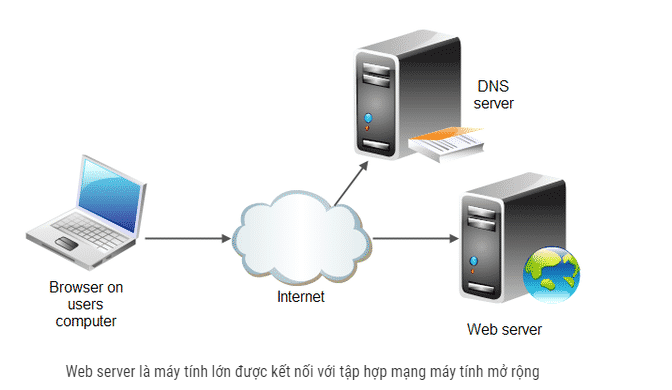 DNS
server
Browser on
users
computer
Internet
Web server
Web server là máy tính lớn được kết nối với tập hợp mạng máy tính mở rộng